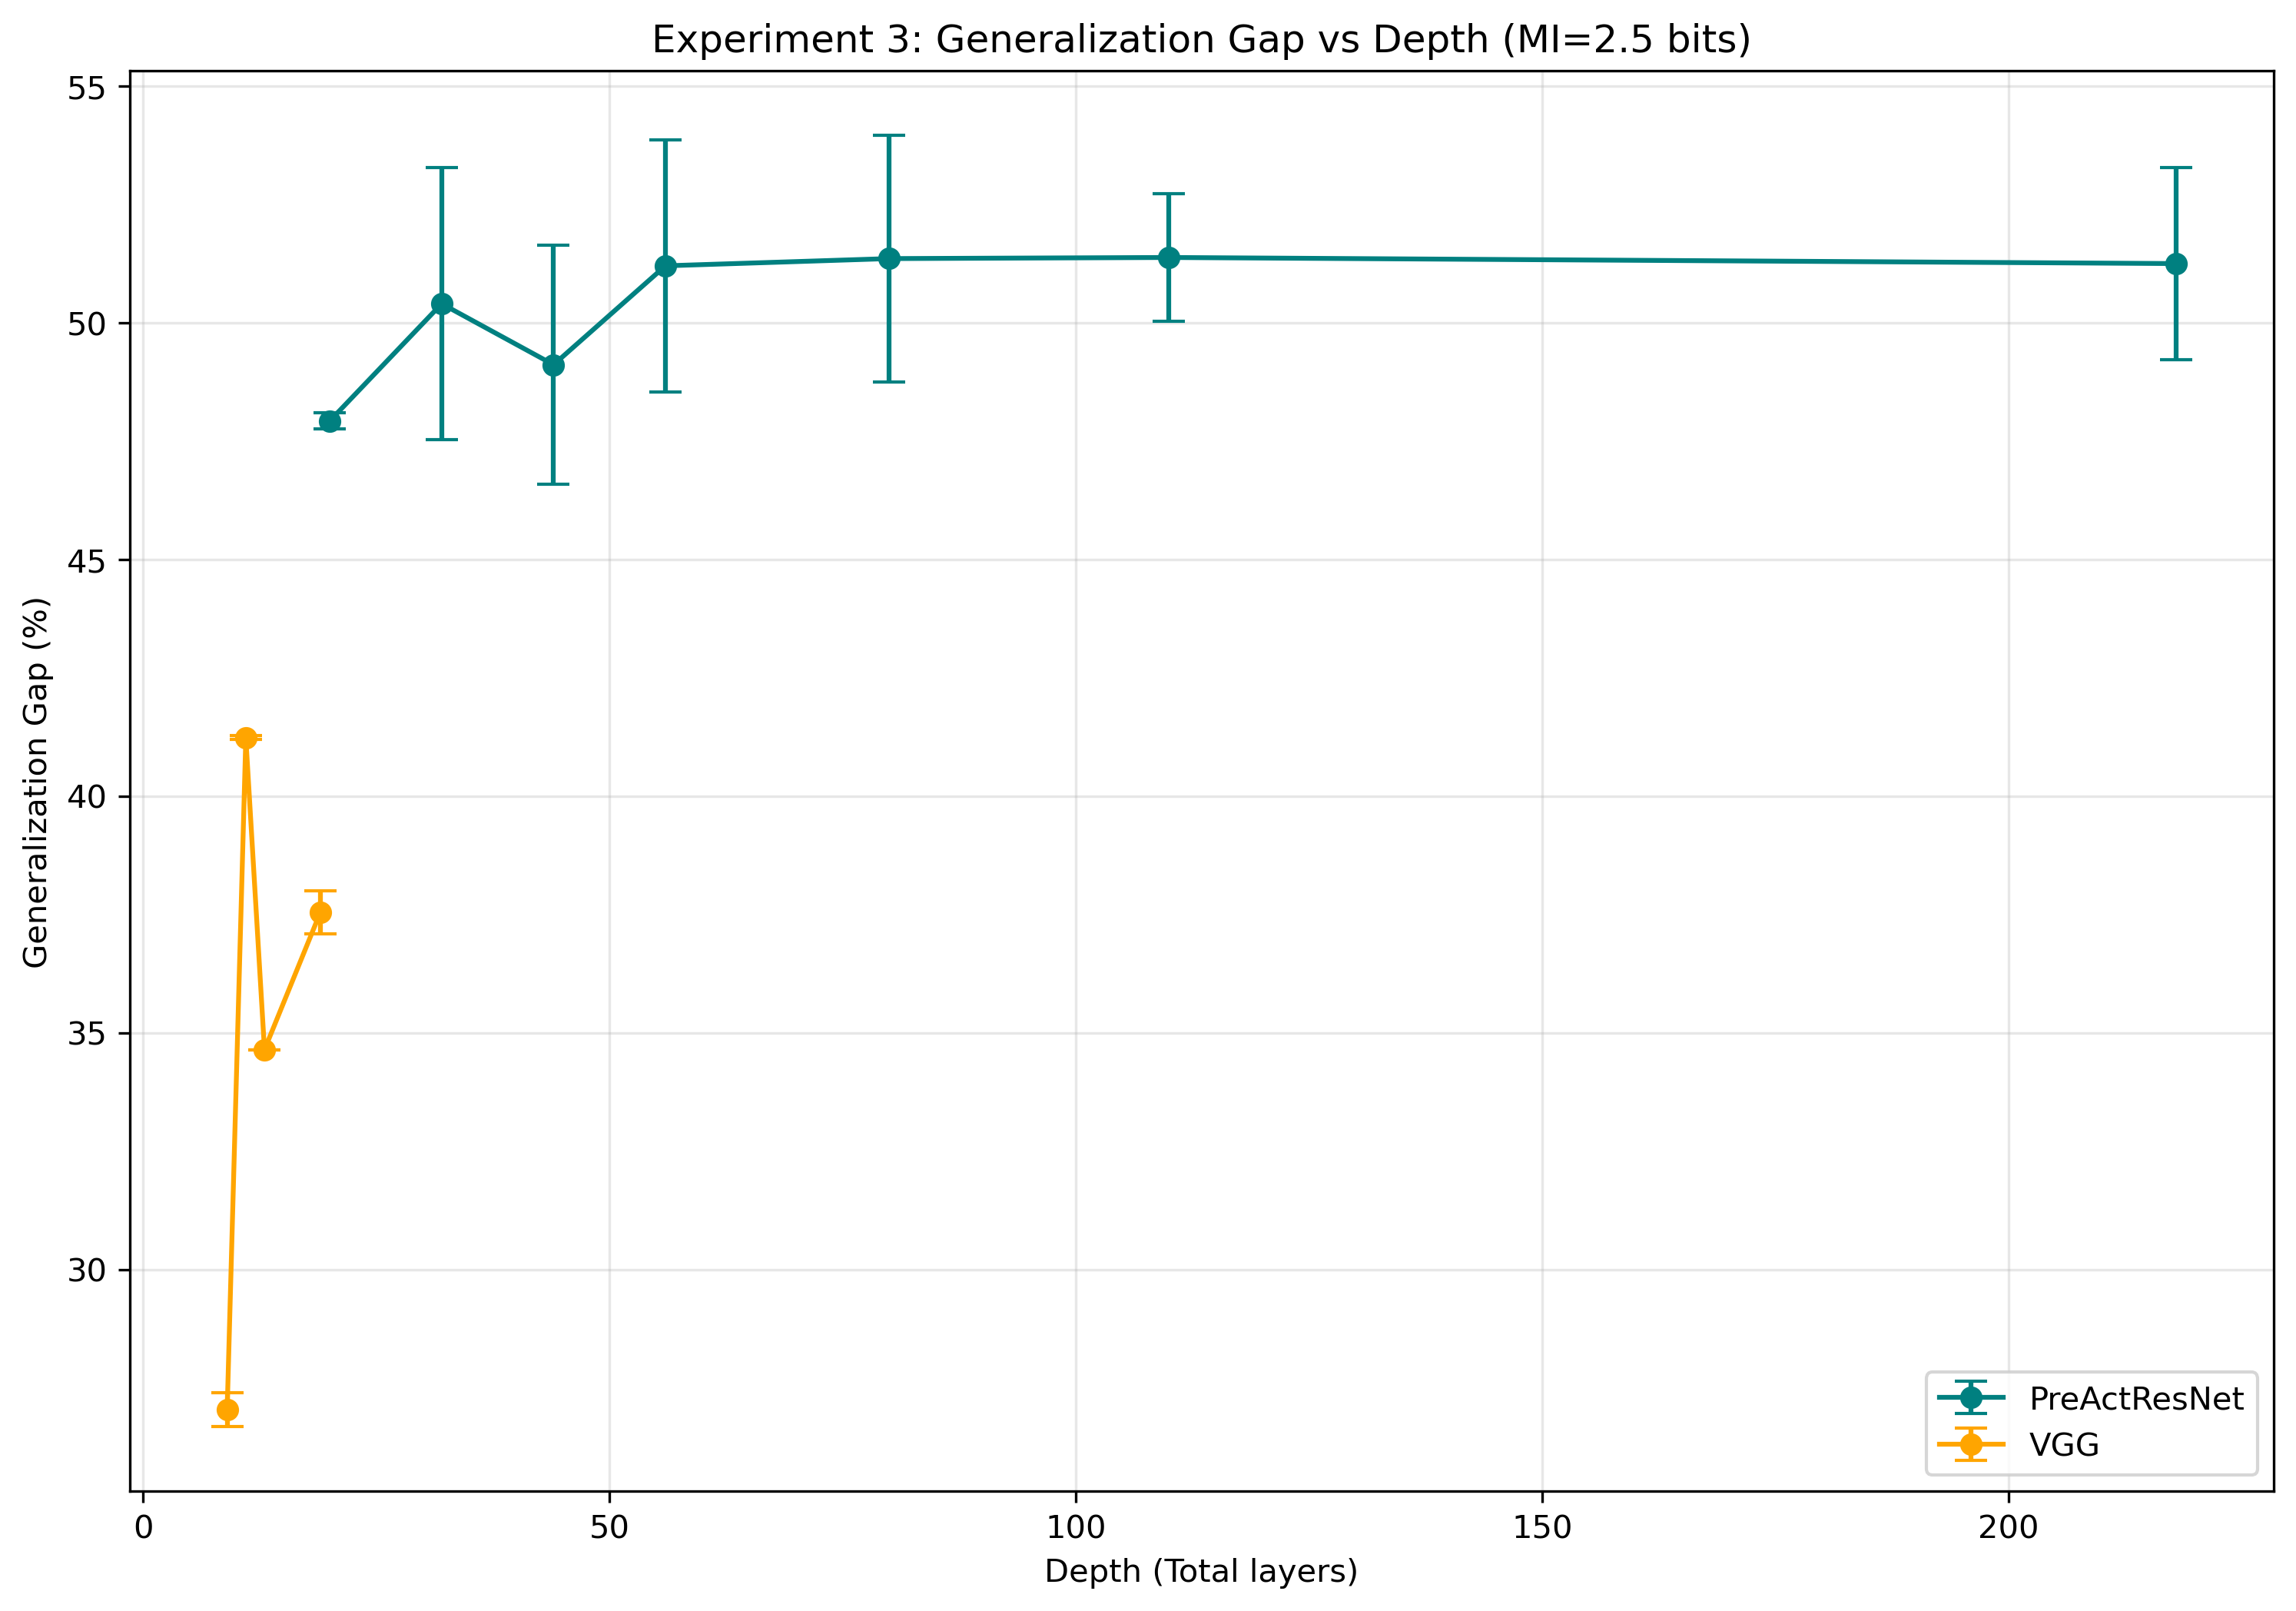 Experiment 3: Generalization Gap vs Depth (MI=2.5 bits)
Generalization Gap (%)
55
50
45
40
35
30
0
50
100
150
200
Depth (Total layers)
PreActResNet
VGG